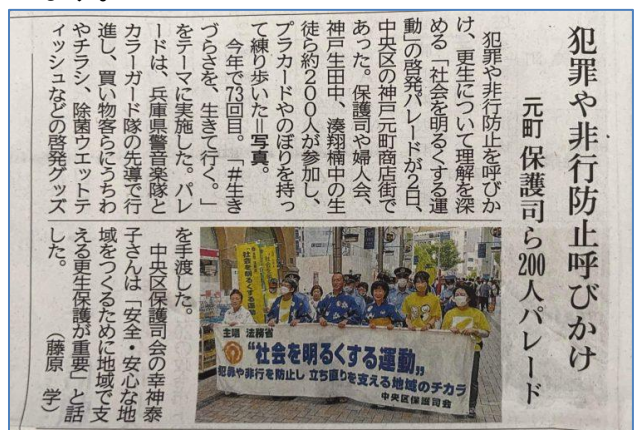 犯罪や非行防止呼びかけ
元町 保護司ら200人パレード
犯罪や非行防止を呼びか
け、更生について理解を深
める「社会を明るくする運
動」の啓発パレードが2日、
中央区の神戸元町商店街で
あった。保護司や婦人会、
神戸生田中、湊翔楠中の生
徒ら約200人が参加し、
プラカードやのぼりを持っ
て練り歩いた=写真。
今年で73回目。「#生き
づらさを、生きて行く。」
をテーマに実施した。パレ
ードは、兵庫県警音楽隊と
カラーガード隊の先導で行
進し、買い物客らにうちわ
やチラシ、除菌ウエットテ
ィッシュなどの啓発グッズ
を手渡した。
中央区保護司会の幸神泰
子さんは「安全・安心な地
域をつくるために地域で支
える更生保護が重要」と話
した。 (藤原 学)
社会を明るくする運動
主唱 法務省
"社会を明るくする運動"
犯罪や非行を防止し 立ち直りを支える地域のチカラ
中央区保護司会